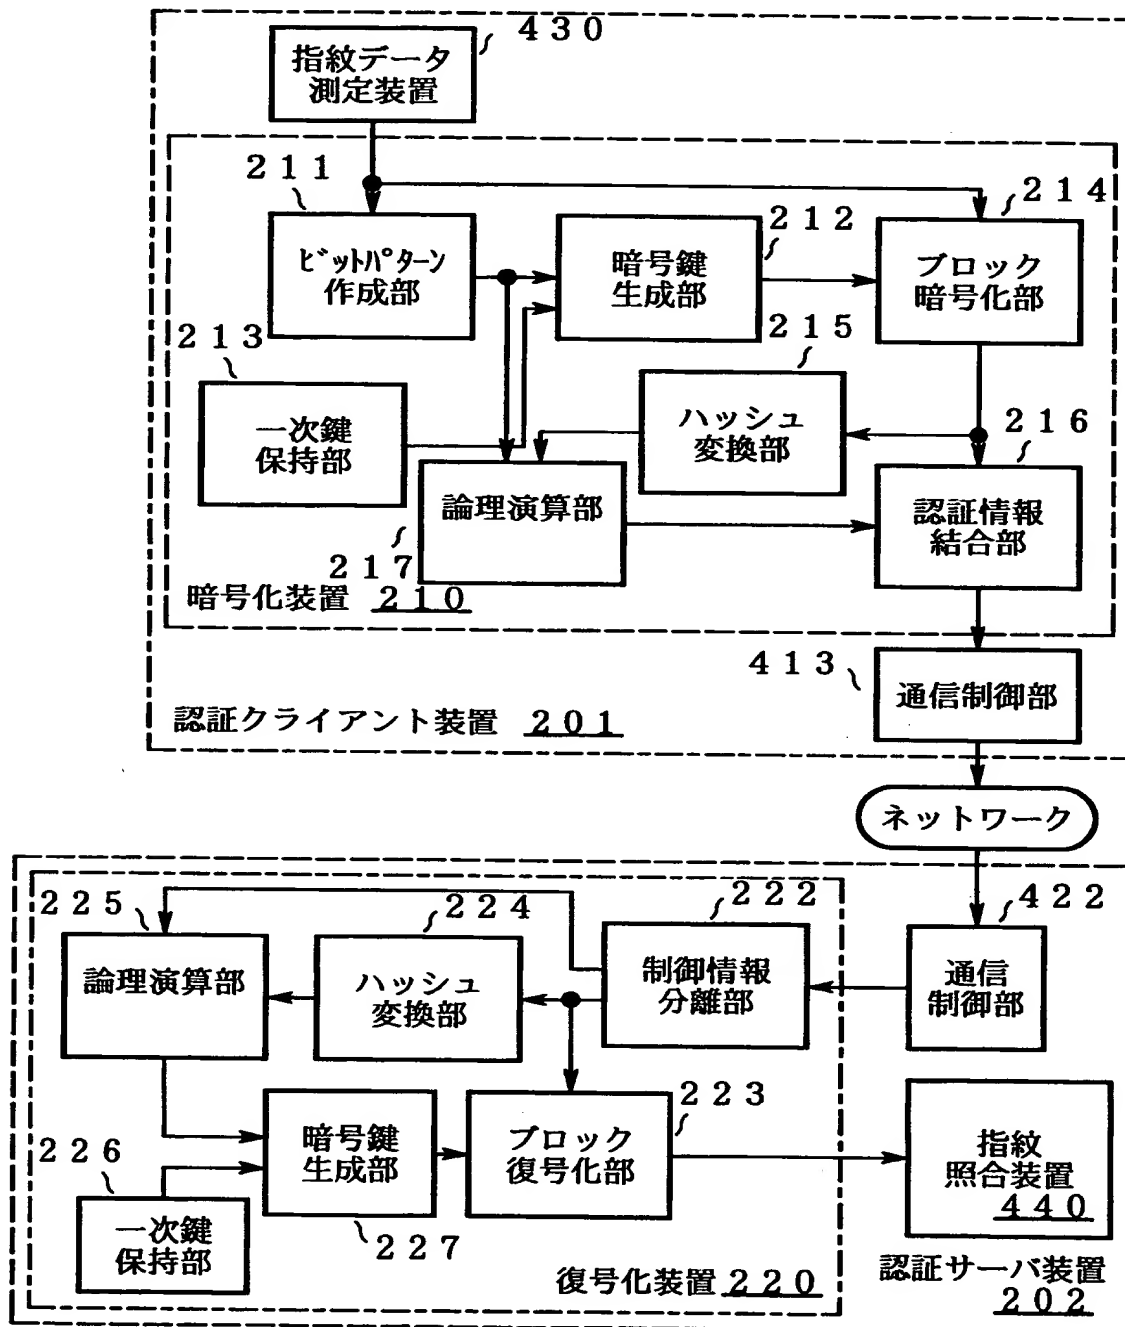 ４３０
指紋データ
測定装置
２１１
ﾋﾞｯﾄﾊﾟﾀｰﾝ
作成部
２１２
暗号鍵
生成部
２１４
ブロック
暗号化部
２１３
一次鍵
保持部
２１５
ハッシュ
変換部
２１６
認証情報
結合部
論理演算部
２１７
暗号化装置 ２１０
４１３
通信制御部
認証クライアント装置 ２０１
ネットワーク
２２５
論理演算部
２２４
ハッシュ
変換部
２２２
制御情報
分離部
４２２
通信
制御部
２２６
一次鍵
保持部
暗号鍵
生成部
２２７
２２３
ブロック
復号化部
指紋
照合装置
４４０
復号化装置 ２２０
認証サーバ装置
２０２